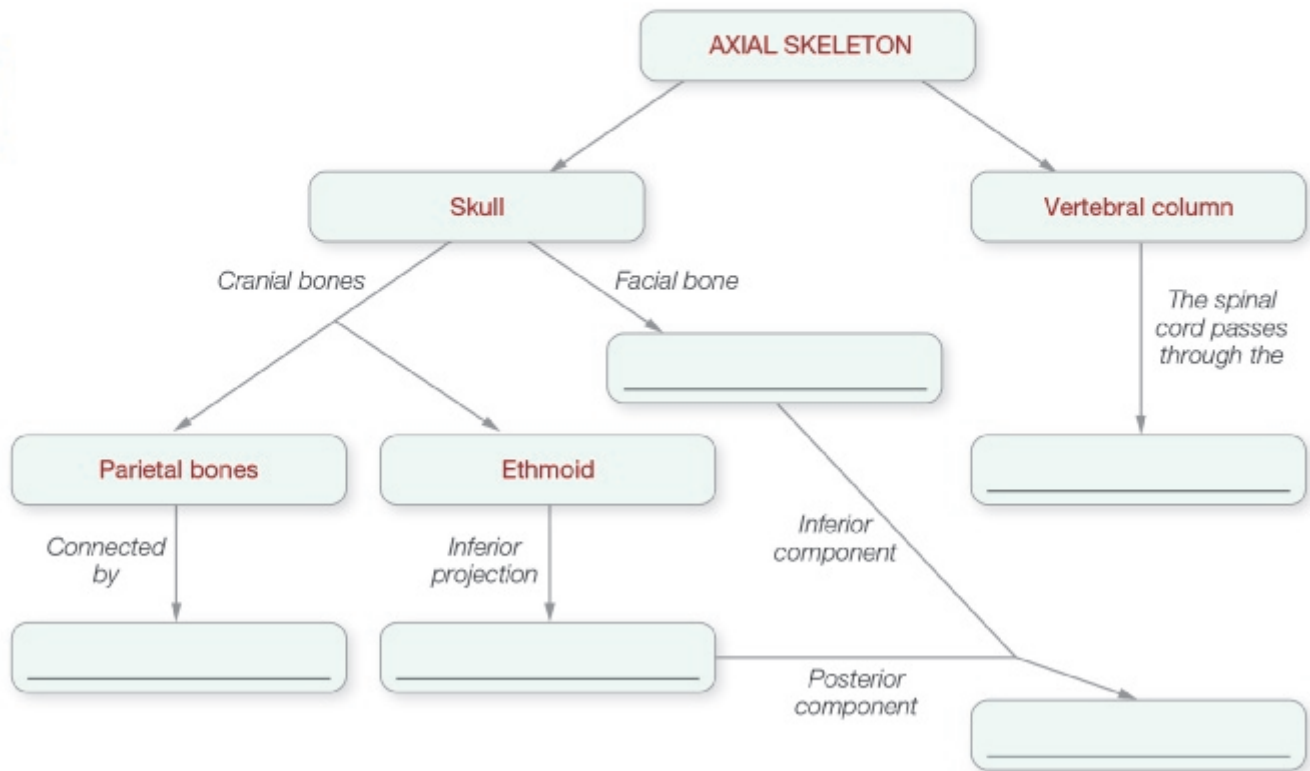 AXIAL SKELETON
Skull
Vertebral column
Cranial bones
Facial bone
The spinal
cord passes
through the
Parietal bones
Ethmoid
Connected
by
Inferior
projection
Inferior
component
Posterior
component